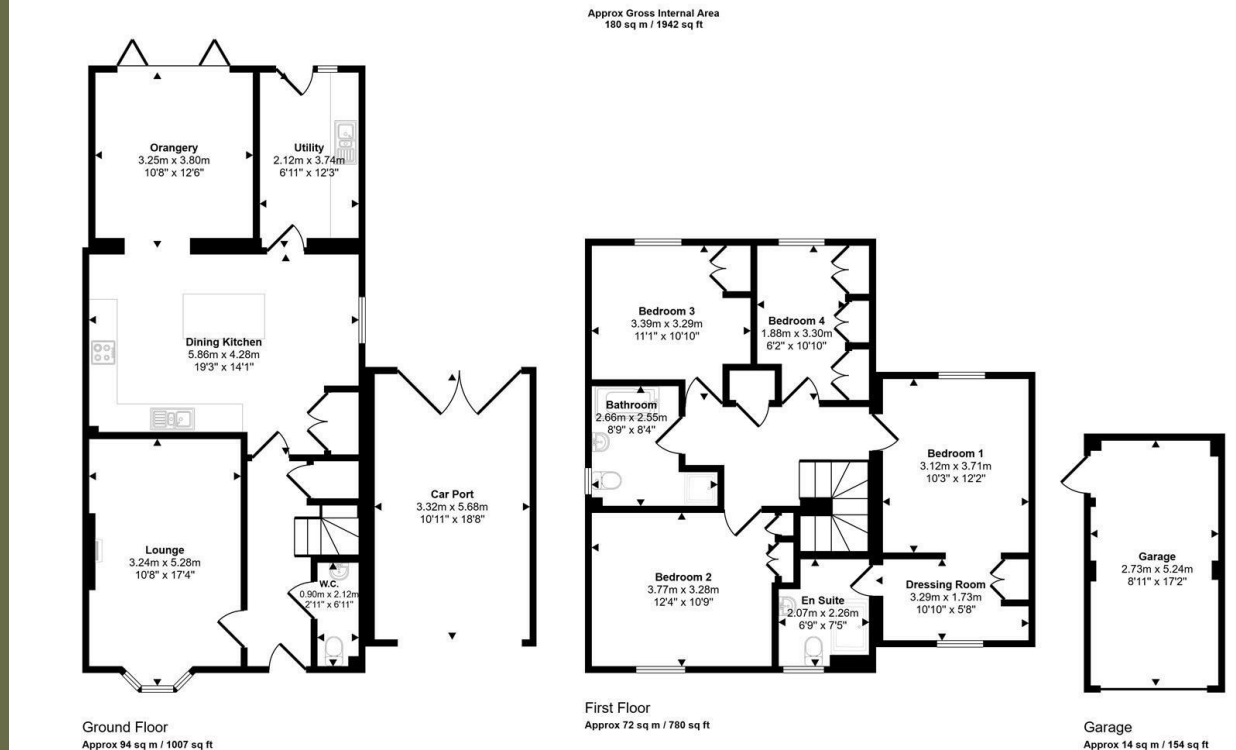 Approx Gross Internal Area
180 sq m / 1942 sq ft
Orangery
3.25m x 3.80m
10'8" x 12'6"
Utility
2.12m x 3.74m
6'11" x 12'3"
Dining Kitchen
5.86m x 4.28m
19'3" x 14'1"
Lounge
3.24m x 5.28m
10'8" x 17'4"
W.C.
0.90m x 2.12m
2'11" x 6'11"
Car Port
3.32m x 5.68m
10'11" x 18'8"
Ground Floor
Approx 94 sq m / 1007 sq ft
Bedroom 3
3.39m x 3.29m
11'1" x 10'10"
Bedroom 4
1.88m x 3.30m
6'2" x 10'10"
Bathroom
2.66m x 2.55m
8'9" x 8'4"
Bedroom 1
3.12m x 3.71m
10'3" x 12'2"
Bedroom 2
3.77m x 3.28m
12'4" x 10'9"
En Suite
2.07m x 2.26m
6'9" x 7'5"
Dressing Room
3.29m x 1.73m
10'10" x 5'8"
First Floor
Approx 72 sq m / 780 sq ft
Garage
2.73m x 5.24m
8'11" x 17'2"
Garage
Approx 14 sq m / 154 sq ft